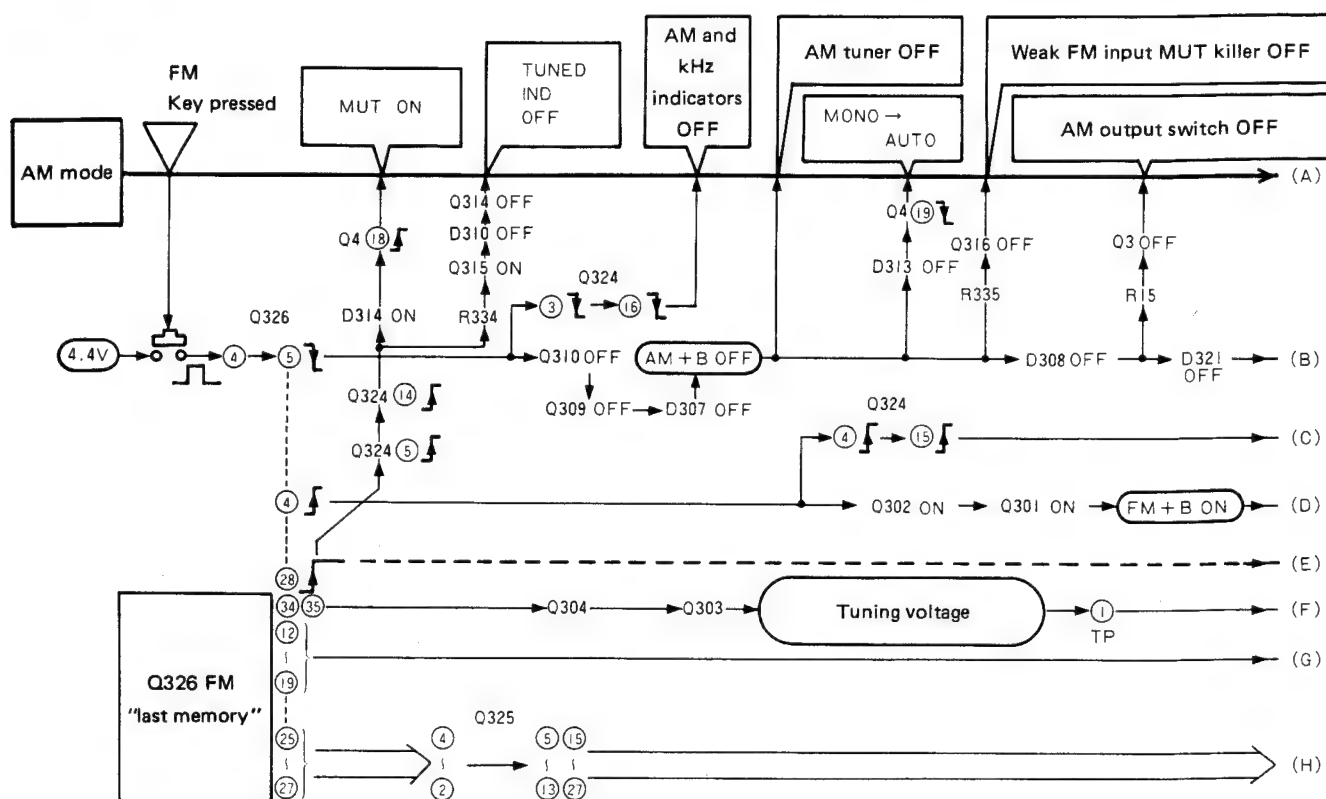 AM mode
FM
Key pressed
MUT ON
TUNED
IND
OFF
AM and
kHz
indicators
OFF
AM tuner OFF
MONO →
AUTO
Weak FM input MUT killer OFF
AM output switch OFF
(A)
Q314 OFF
D310 OFF
Q315 ON
R334
Q4 18
D314 ON
Q324
3 16
Q4 19
D313 OFF
Q316 OFF
R335
Q3 OFF
R15
4.4V
Q326
4 5
Q310 OFF
Q309 OFF
D307 OFF
AM + B OFF
D308 OFF
D321
OFF
(B)
Q324 14
Q324 5
Q324
4 15
(C)
4
Q302 ON
Q301 ON
FM + B ON
(D)
28
(E)
34 35
Q304
Q303
Tuning voltage
1
TP
(F)
12
19
(G)
Q326 FM
"last memory"
25
27
Q325
4
2
5 15
13 27
(H)